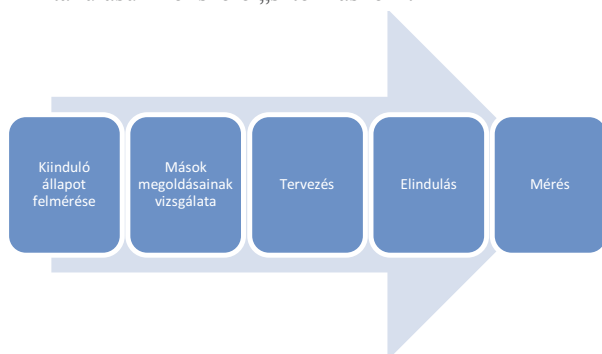 Kiinduló
állapot
felmérése
Mások
megoldásainak
vizsgálata
Tervezés
Elindulás
Mérés